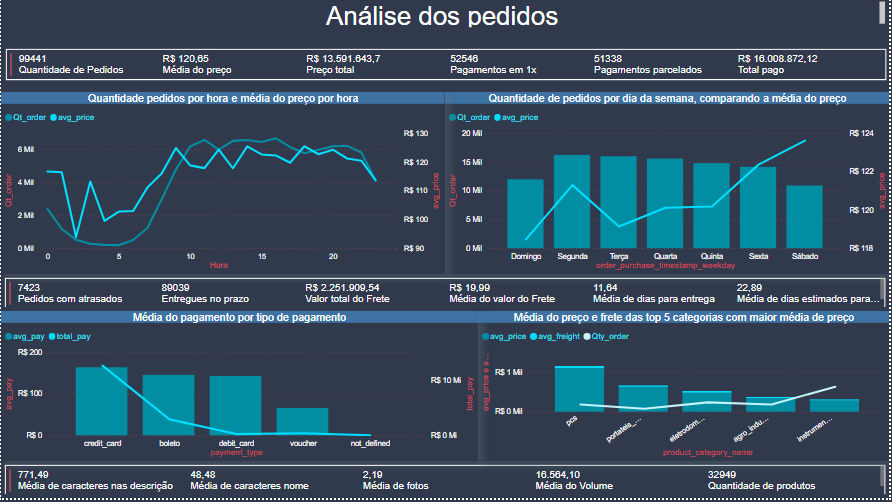 Análise dos pedidos
99441 R$ 120,65 R$ 13.591.643,7 52546 51338 R$ 16.008.872,12
Quantidade de Pedidos Média do preço Preço total Pagamentos em 1x Pagamentos parcelados Total pago
Quantidade pedidos por hora e média do preço por hora
Qt_order avg_price
6 Mil
4 Mil
2 Mil
0 Mil
Qt_order
R$ 130
R$ 120
R$ 110
R$ 100
R$ 90
avg_price
0 5 10 15 20
Hora
Quantidade de pedidos por dia da semana, comparando a média do preço
Qt_order avg_price
20 Mil
15 Mil
10 Mil
5 Mil
0 Mil
Qt_order
R$ 124
R$ 122
R$ 120
R$ 118
avg_price
Domingo Segunda Terça Quarta Quinta Sexta Sábado
order_purchase_timestamp_weekday
7423 89039 R$ 2.251.909,54 R$ 19,99 11,64 22,89
Pedidos com atrasados Entregues no prazo Valor total do Frete Média do valor do Frete Média de dias para entrega Média de dias estimados para...
Média do pagamento por tipo de pagamento
avg_pay total_pay
R$ 200
R$ 100
R$ 0
avg_pay
R$ 10 Mi
R$ 0 Mi
total_pay
credit_card boleto debit_card voucher not_defined
payment_type
Média do preço e frete das top 5 categorias com maior média de preço
avg_price avg_freight Qty_order
R$ 1 Mil
R$ 0 Mil
avg_price e a...
pcs portateis_... eletrodom... agro_indu... instrumen...
product_category_name
771,49 48,48 2,19 16.564,10 32949
Média de caracteres nas descrição Média de caracteres nome Média de fotos Média do Volume Quantidade de produtos